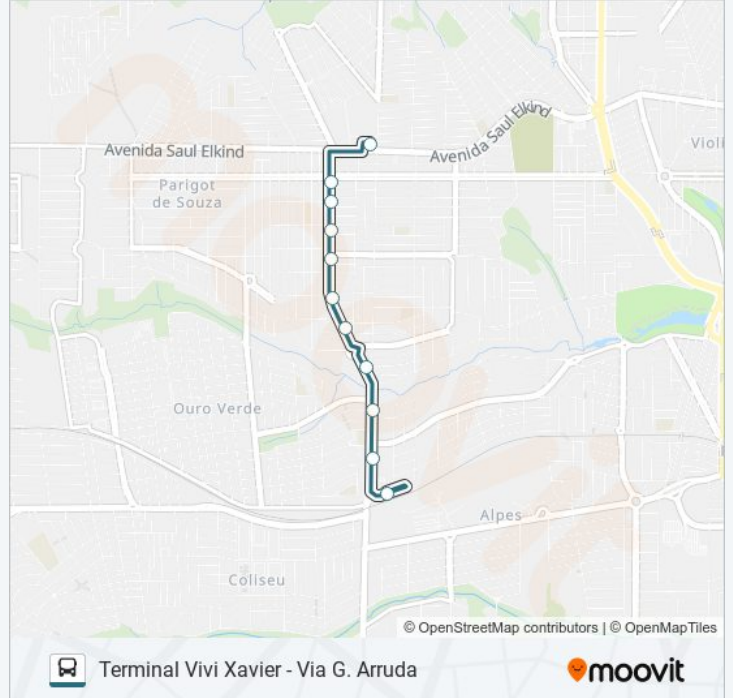 Avenida Saul Elkind
Avenida Saul Elkind
Violi
Parigot
de Souza
Ouro Verde
Alpes
Coliseu
© OpenStreetMap contributors | © OpenMapTiles
Terminal Vivi Xavier - Via G. Arruda
moovit